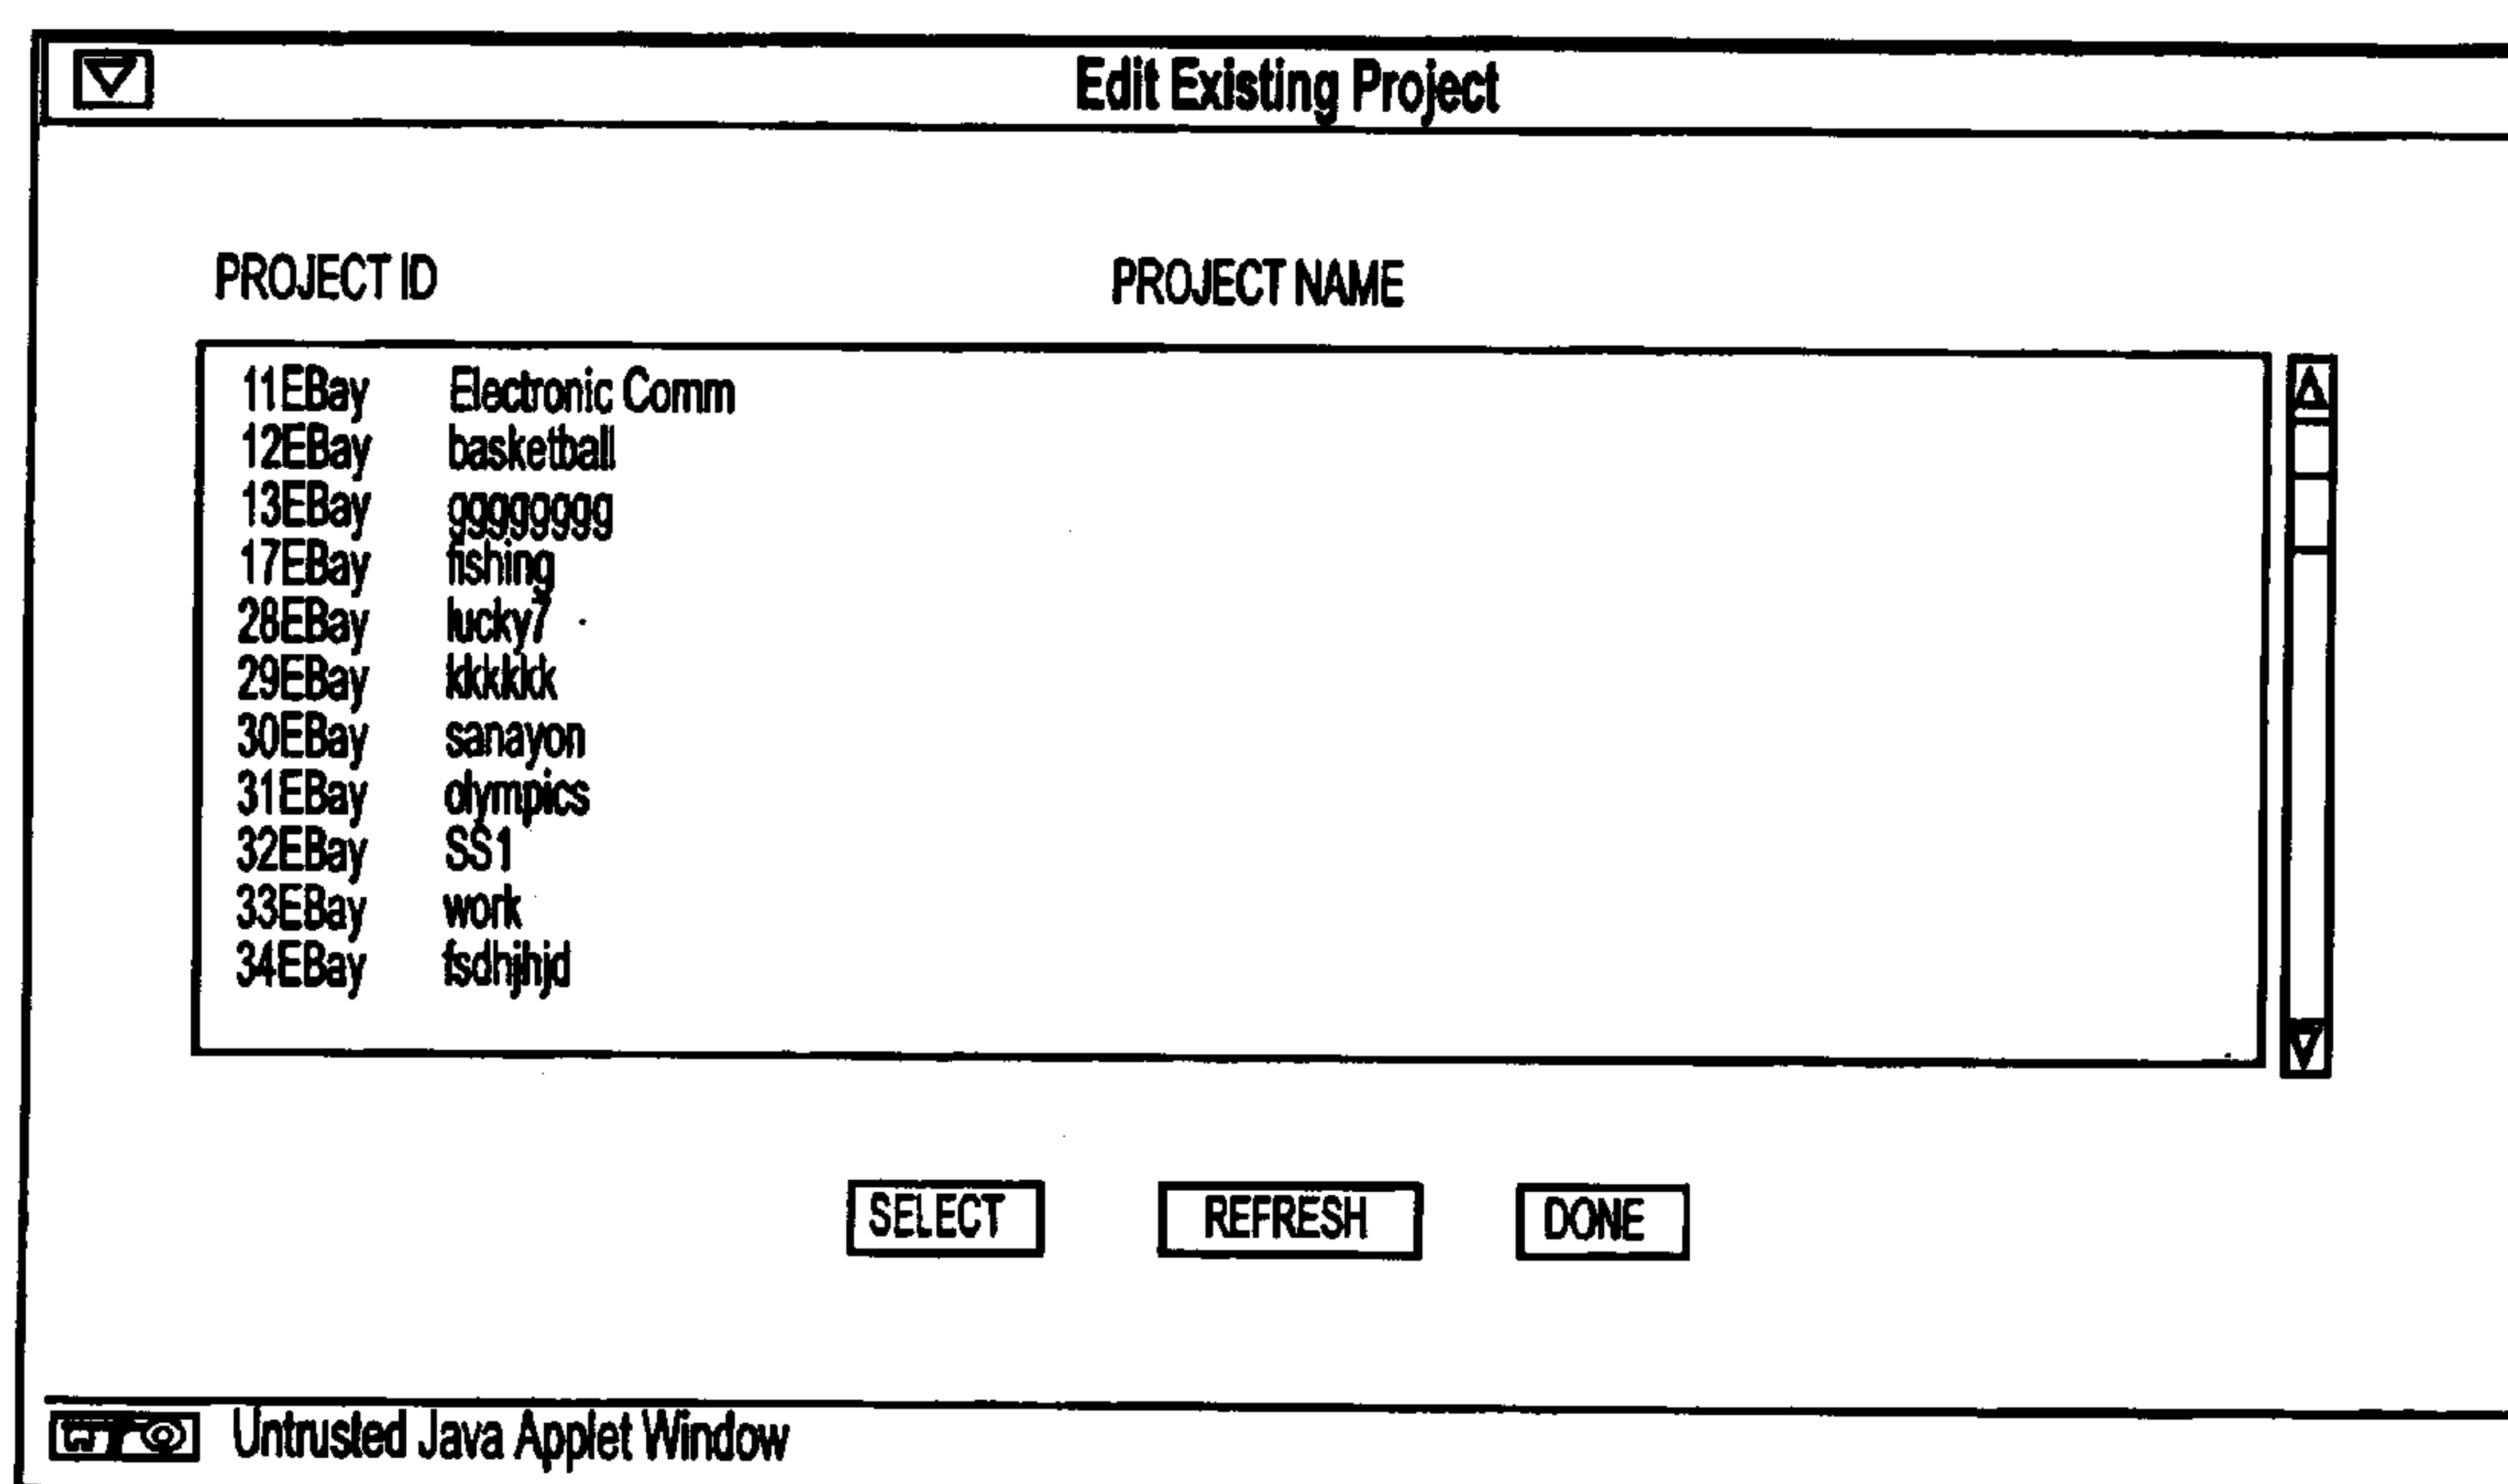 Edit Existing Project
PROJECT ID PROJECT NAME
11EBay Electronic Comm
12EBay basketball
13EBay gggggggg
17EBay fishing
28EBay lucky7
29EBay kkkkkk
30EBay sanayon
31EBay olympics
32EBay SS1
33EBay work
34EBay fsdhjhjd
SELECT REFRESH DONE
Untrusted Java Applet Window